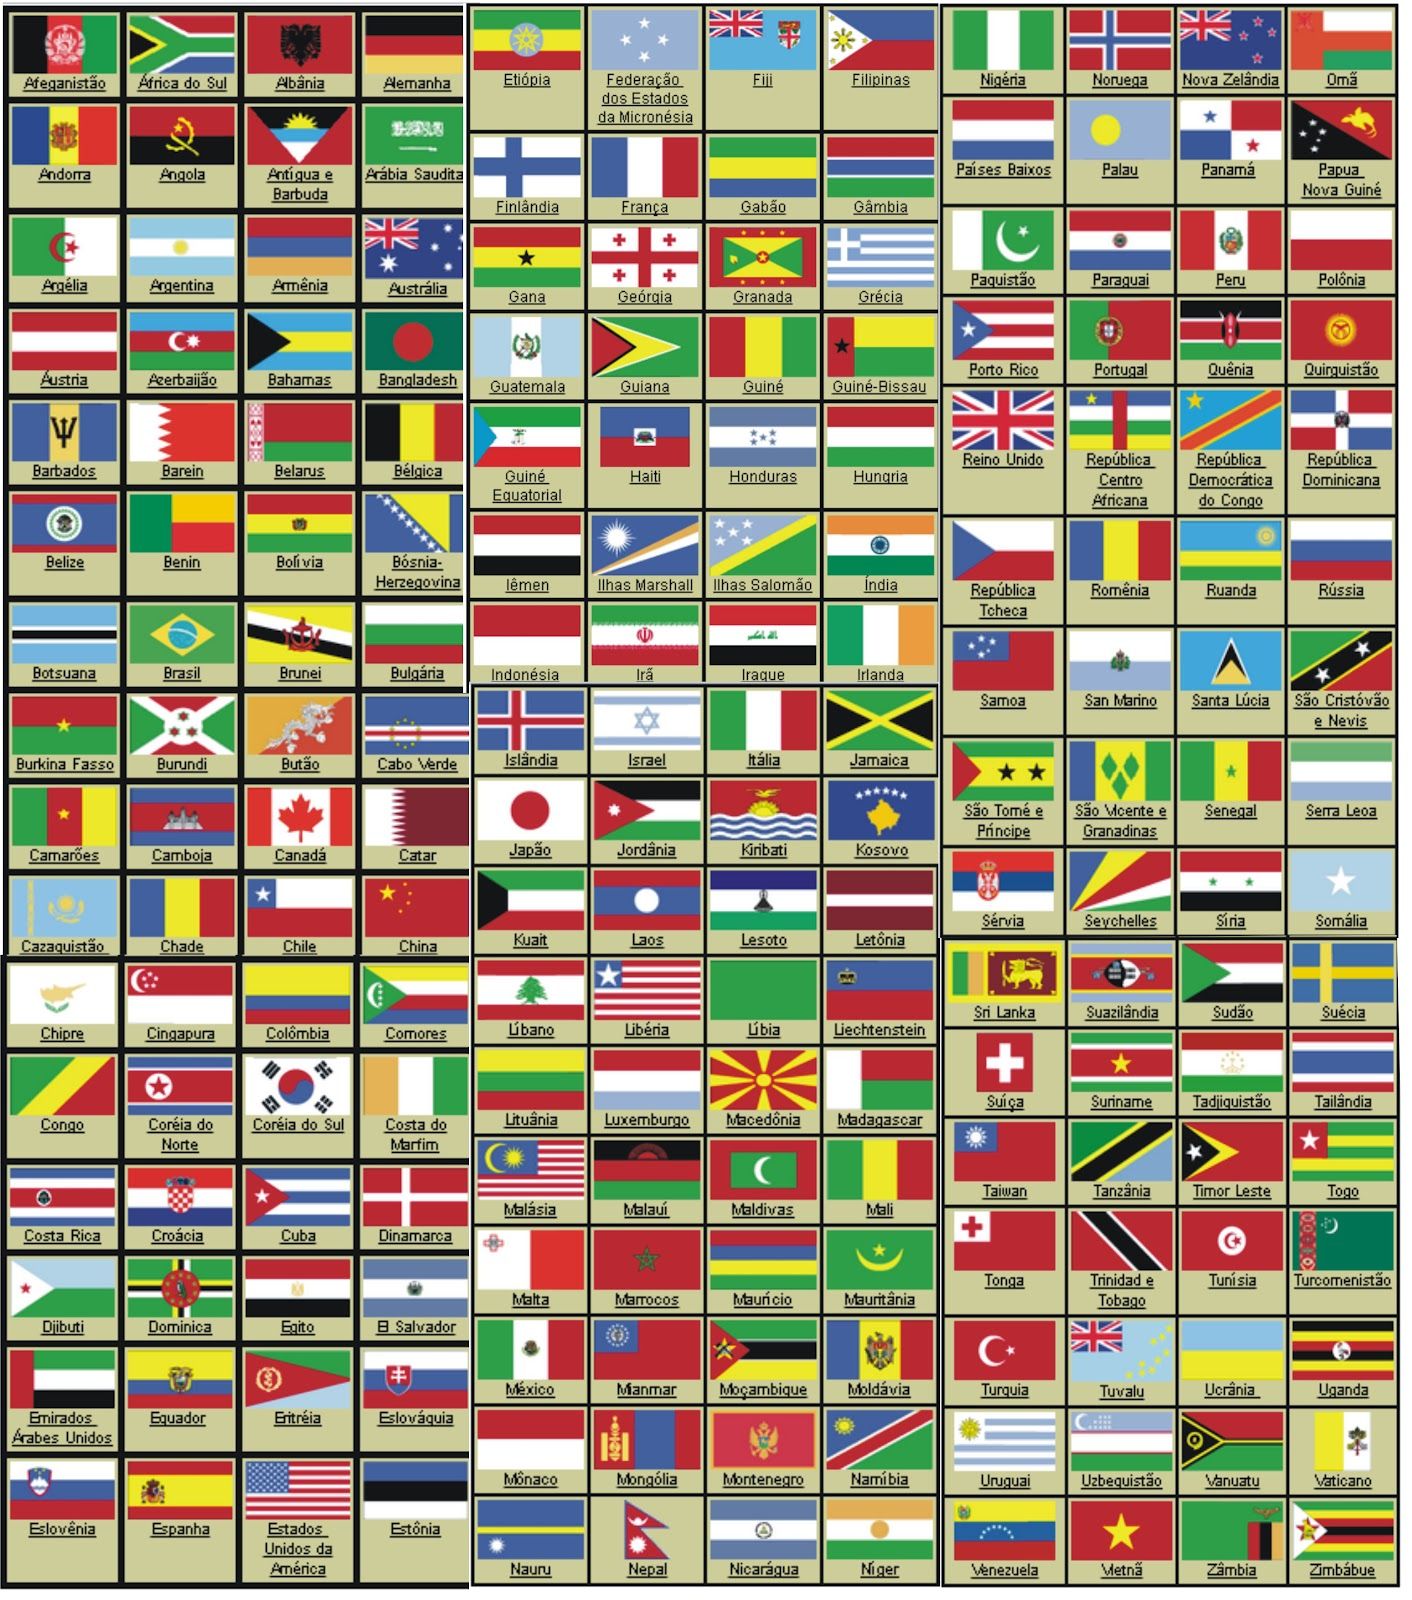 Afeganistão África do Sul Albânia Alemanha
Andorra Angola Antígua e Barbuda Arábia Saudita
Argélia Argentina Armênia Austrália
Áustria Azerbaijão Bahamas Bangladesh
Barbados Barein Belarus Bélgica
Belize Benin Bolívia Bósnia-Herzegovina
Botsuana Brasil Brunei Bulgária
Burkina Fasso Burundi Butão Cabo Verde
Camarões Camboja Canadá Catar
Cazaquistão Chade Chile China
Chipre Cingapura Colômbia Comores
Congo Coréia do Norte Coréia do Sul Costa do Marfim
Costa Rica Croácia Cuba Dinamarca
Djibuti Dominica Egito El Salvador
Emirados Árabes Unidos Equador Eritréia Eslováquia
Eslovênia Espanha Estados Unidos da América Estônia
Etiópia Federação dos Estados da Micronésia Fiji Filipinas
Finlândia França Gabão Gâmbia
Gana Geórgia Granada Grécia
Guatemala Guiana Guiné Guiné-Bissau
Guiné Equatorial Haiti Honduras Hungria
Iêmen Ilhas Marshall Ilhas Salomão Índia
Indonésia Irã Iraque Irlanda
Islândia Israel Itália Jamaica
Japão Jordânia Kiribati Kosovo
Kuait Laos Lesoto Letônia
Líbano Libéria Líbia Liechtenstein
Lituânia Luxemburgo Macedônia Madagascar
Malásia Malauí Maldivas Mali
Malta Marrocos Maurício Mauritânia
México Mianmar Moçambique Moldávia
Mônaco Mongólia Montenegro Namíbia
Nauru Nepal Nicarágua Níger
Nigéria Noruega Nova Zelândia Omã
Países Baixos Palau Panamá Papua Nova Guiné
Paquistão Paraguai Peru Polônia
Porto Rico Portugal Quênia Quirguistão
Reino Unido República Centro Africana República Democrática do Congo República Dominicana
República Tcheca Romênia Ruanda Rússia
Samoa San Marino Santa Lúcia São Cristóvão e Nevis
São Tomé e Príncipe São Vicente e Granadinas Senegal Serra Leoa
Sérvia Seychelles Síria Somália
Sri Lanka Suazilândia Sudão Suécia
Suíça Suriname Tadjiquistão Tailândia
Taiwan Tanzânia Timor Leste Togo
Tonga Trinidad e Tobago Tunísia Turcomenistão
Turquia Tuvalu Ucrânia Uganda
Uruguai Uzbequistão Vanuatu Vaticano
Venezuela Vietnã Zâmbia Zimbábue